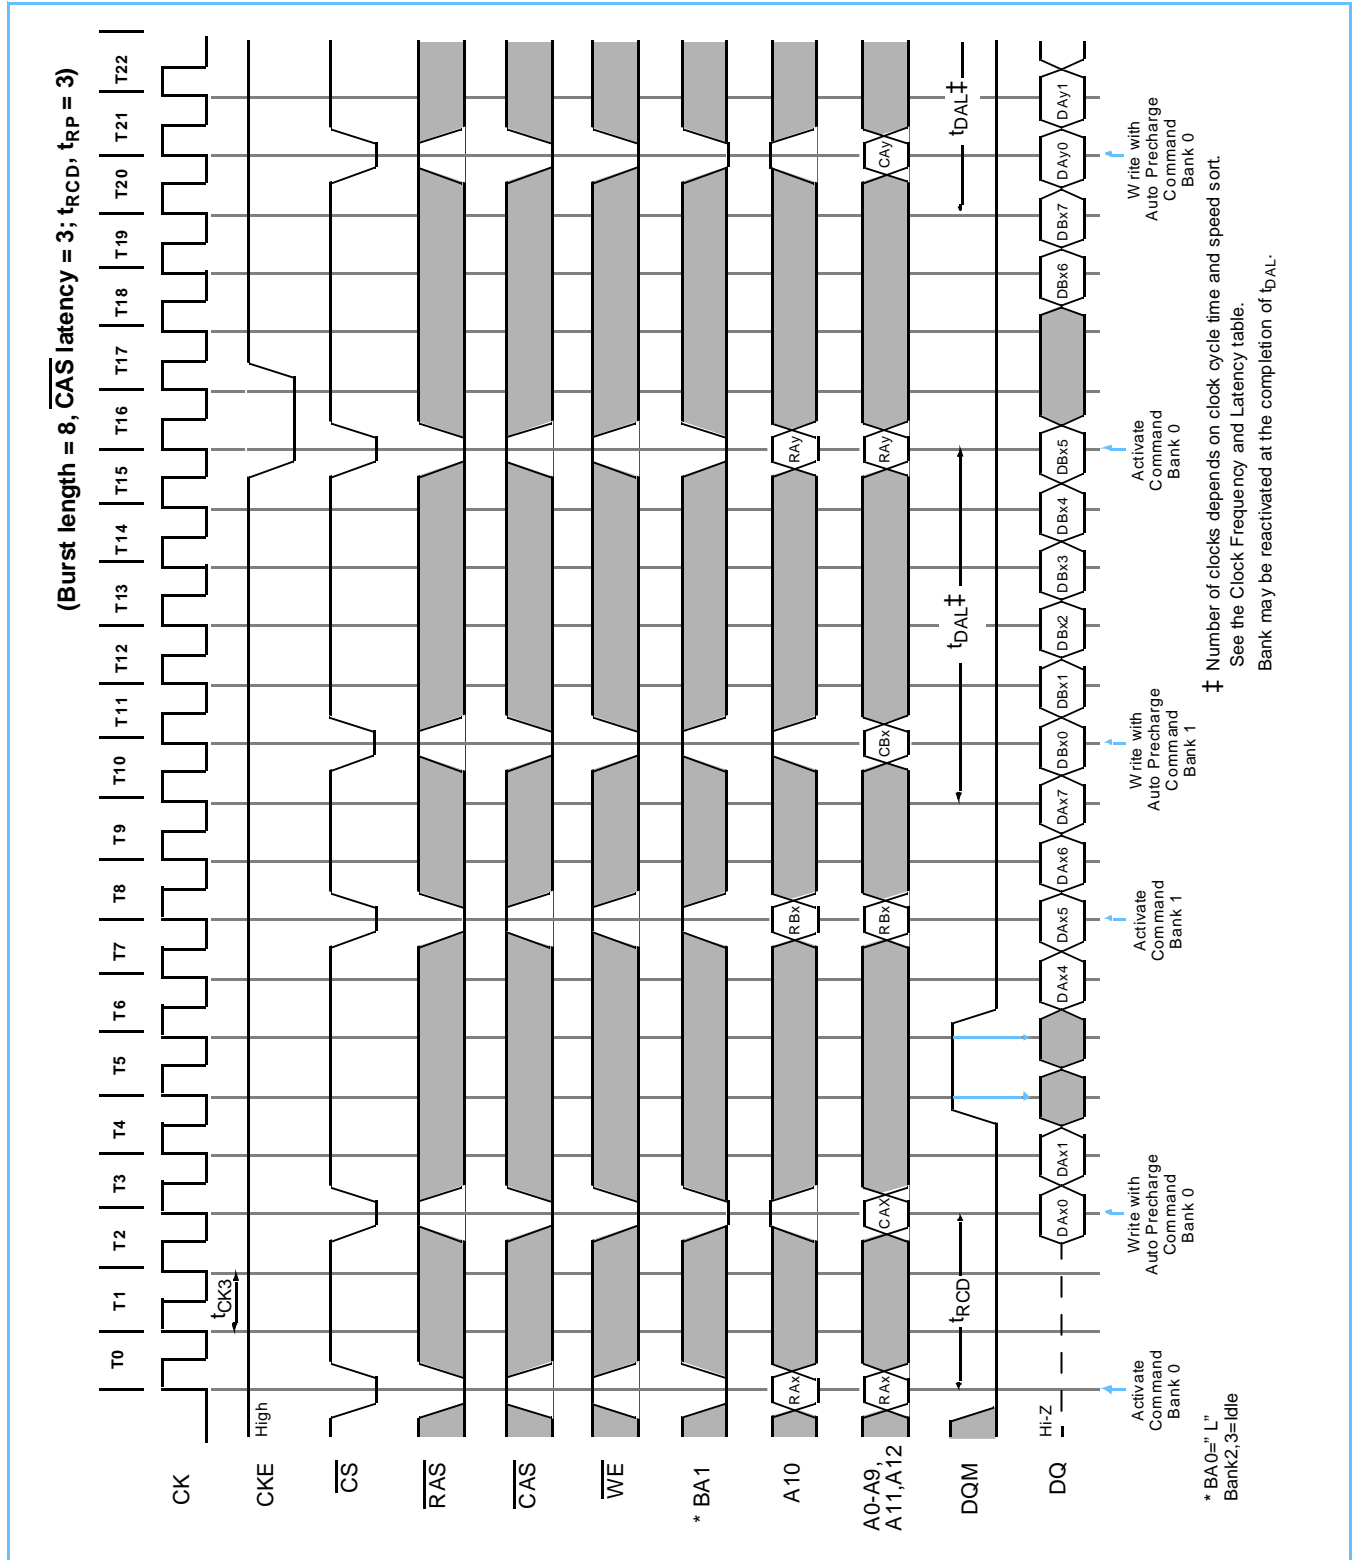 (Burst length = 8, CAS latency = 3; tRCD, tRP = 3)
T0 T1 T2 T3 T4 T5 T6 T7 T8 T9 T10 T11 T12 T13 T14 T15 T16 T17 T18 T19 T20 T21 T22
CK
tCK3
CKE
High
CS
RAS
CAS
WE
* BA1
A10
RAx RBx RAy
A0-A9,
A11,A12
RAx CAX RBx CBx RAy CAy
DQM
tRCD tDAL‡ tDAL‡
DQ
Hi-Z
DAx0 DAx1 DAx4 DAx5 DAx6 DAx7 DBx0 DBx1 DBx2 DBx3 DBx4 DBx5 DBx6 DBx7 DAy0 DAy1
Activate
Command
Bank 0
Write with
Auto Precharge
Command
Bank 0
Activate
Command
Bank 1
Write with
Auto Precharge
Command
Bank 1
Activate
Command
Bank 0
Write with
Auto Precharge
Command
Bank 0
* BA0=” L”
Bank2,3=Idle
‡ Number of clocks depends on clock cycle time and speed sort.
See the Clock Frequency and Latency table.
Bank may be reactivated at the completion of tDAL.